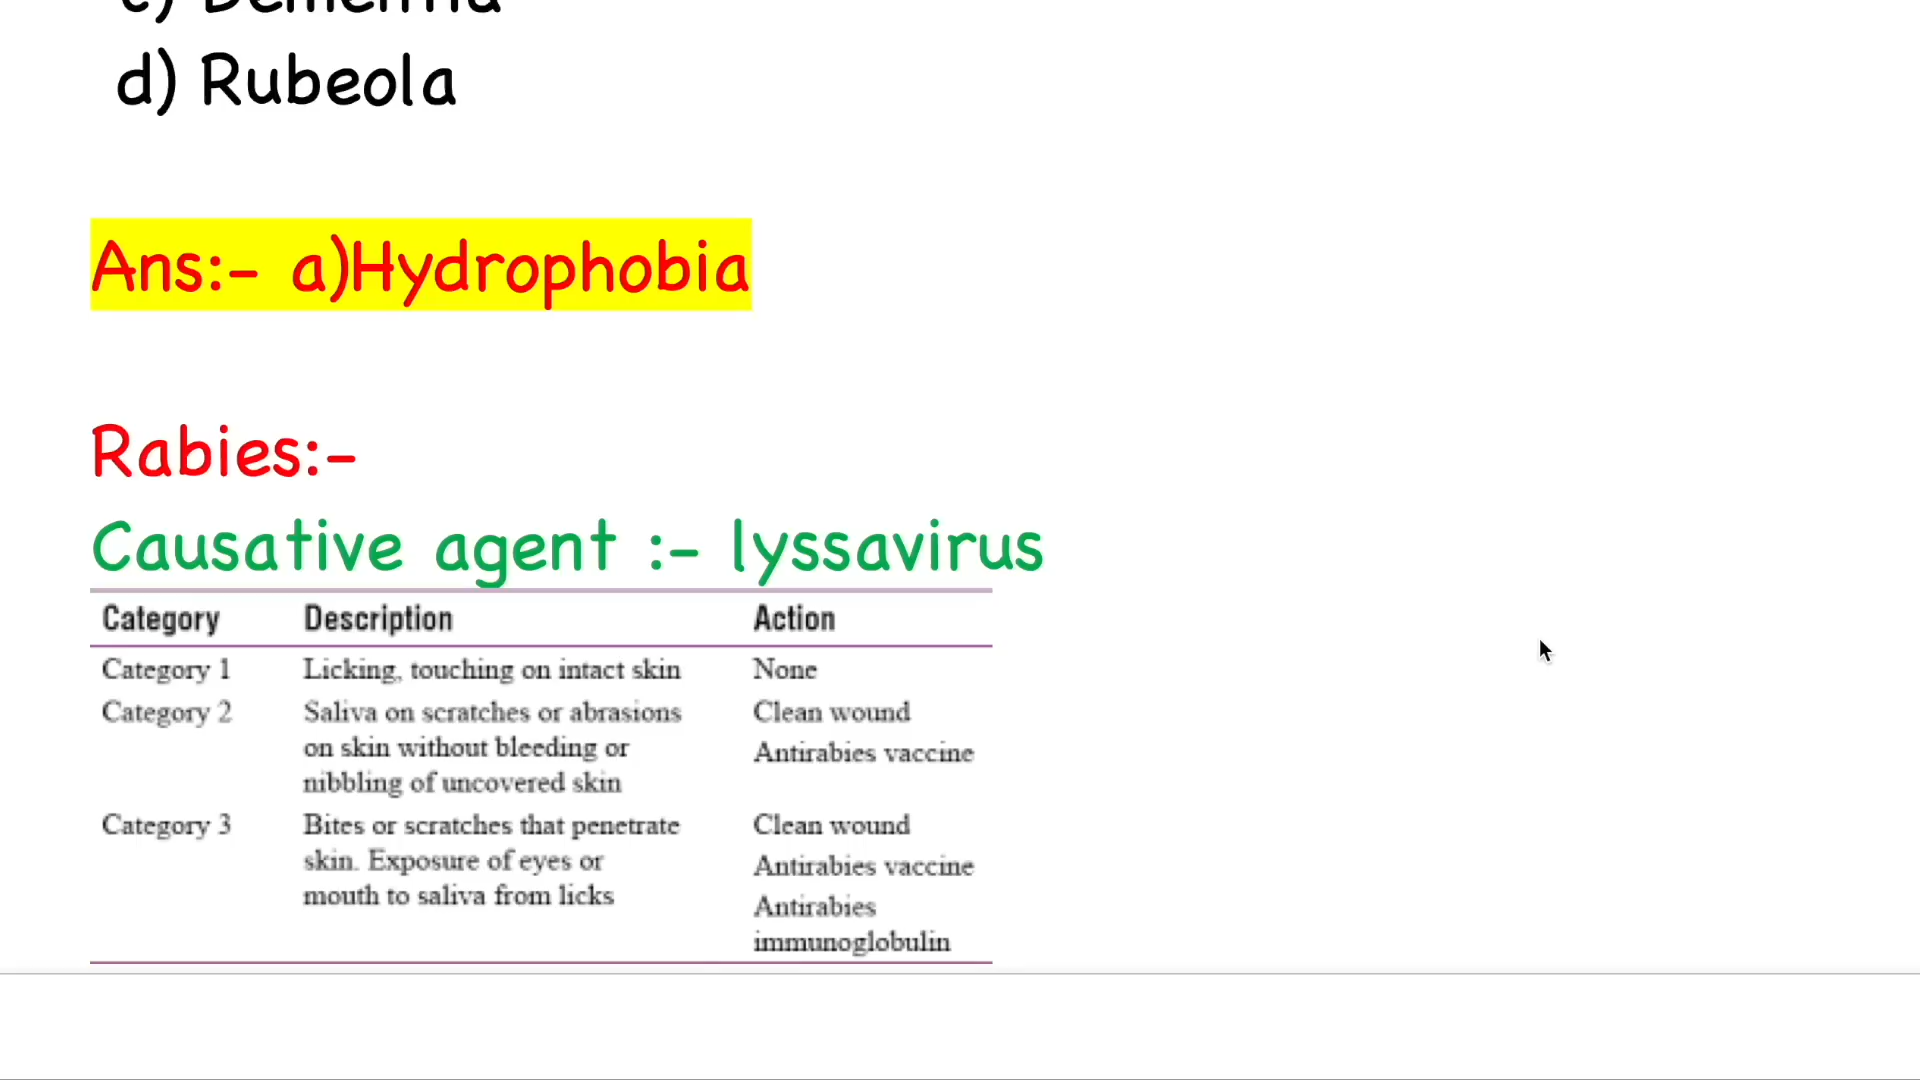 c) Dementia
d) Rubeola
Ans:- a)Hydrophobia
Rabies:-
Causative agent :- lyssavirus
Category Description Action
Category 1 Licking, touching on intact skin None
Category 2 Saliva on scratches or abrasions Clean wound
on skin without bleeding or Antirabies vaccine
nibbling of uncovered skin
Category 3 Bites or scratches that penetrate Clean wound
skin. Exposure of eyes or Antirabies vaccine
mouth to saliva from licks Antirabies
immunoglobulin